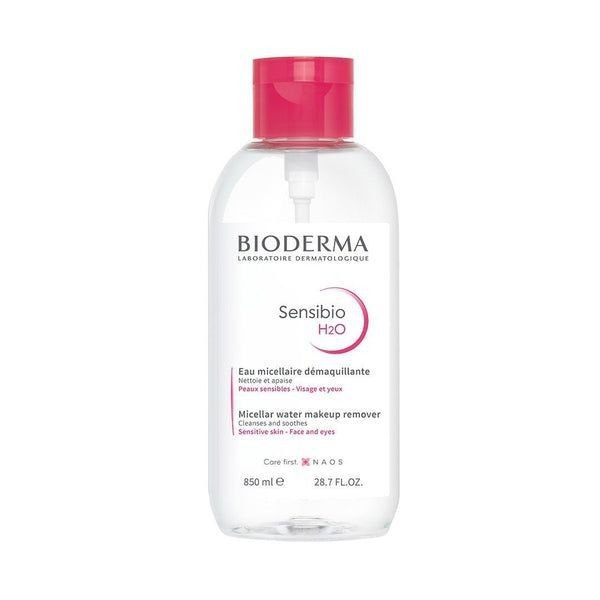 BIODERMA
LABORATOIRE DERMATOLOGIQUE
Sensibio
H2O
Eau micellaire démaquillante
Nettoie et apaise
Peaux sensibles - Visage et yeux
Micellar water makeup remover
Cleanses and soothes
Sensitive skin - Face and eyes
Care first. NAOS
850 ml ℮ 28.7 FL.OZ.